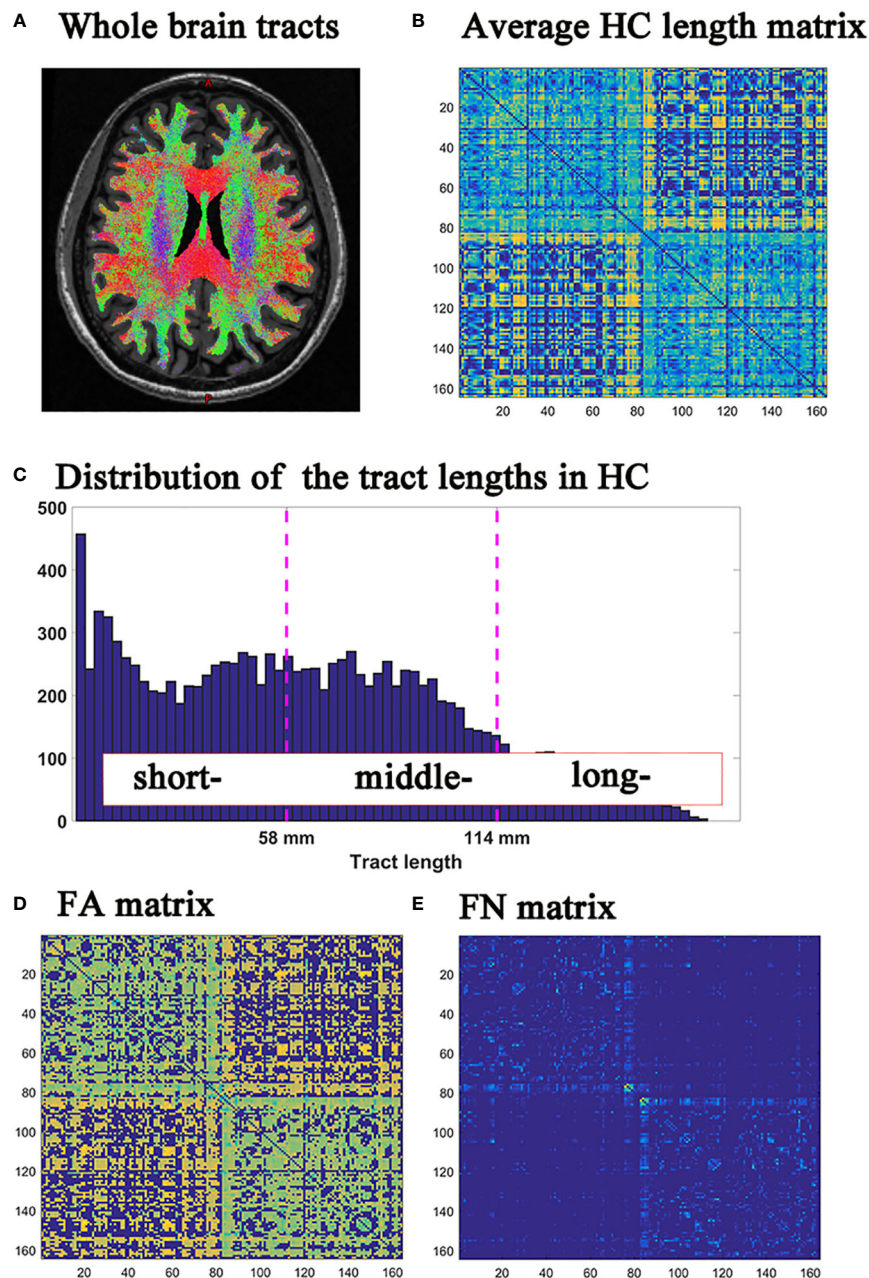 A Whole brain tracts
A
P
B Average HC length matrix
20
40
60
80
100
120
140
160
20 40 60 80 100 120 140 160
C Distribution of the tract lengths in HC
500
400
300
200
100
0
short- middle- long-
58 mm 114 mm
Tract length
D FA matrix
20
40
60
80
100
120
140
160
20 40 60 80 100 120 140 160
E FN matrix
20
40
60
80
100
120
140
160
20 40 60 80 100 120 140 160